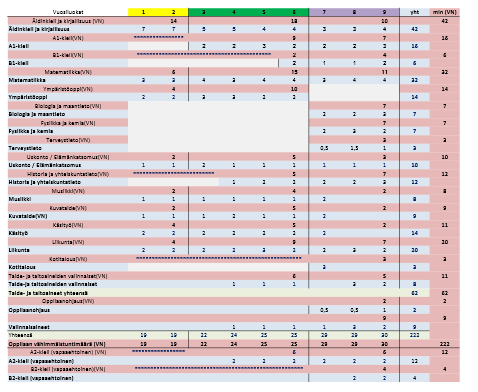 Vuosiluokat 1 2 3 4 5 6 7 8 9 yht min (VN)
Äidinkieli ja kirjallisuus (VN) 14 18 10 42
Äidinkieli ja kirjallisuus 7 7 5 5 4 4 3 3 4 42
A1-kieli(VN) 9 7 16
A1-kieli 2 2 2 3 2 2 3 16
B1-kieli(VN) 2 4 6
B1-kieli 2 1 1 2 6
Matematiikka(VN) 6 15 11 32
Matematiikka 3 3 4 3 4 4 3 4 4 32
Ympäristöoppi(VN) 4 10 14
Ympäristöoppi 2 2 3 3 2 2 14
Biologia ja maantieto(VN) 7 7
Biologia ja maantieto 2 2 3 7
Fysiikka ja kemia(VN) 7 7
Fysiikka ja kemia 2 3 2 7
Terveystieto(VN) 3 3
Terveystieto 0,5 1,5 1 3
Uskonto / Elämänkatsomus(VN) 2 5 3 10
Uskonto / Elämänkatsomus 1 1 2 1 1 1 1 1 1 10
Historia ja yhteiskuntatieto(VN) 5 7 12
Historia ja yhteiskuntatieto 1 2 2 2 2 3 12
Musiikki(VN) 2 4 2 8
Musiikki 1 1 1 1 1 1 2 8
Kuvataide(VN) 2 5 2 9
Kuvataide(VN) 1 1 1 2 1 1 2 9
Käsityö(VN) 4 5 2 11
Käsityö 2 2 2 2 2 2 2 14
Liikunta(VN) 4 9 7 20
Liikunta 2 2 2 2 3 2 2 3 2 20
Kotitalous(VN) 3 3
Kotitalous 3 3
Taide- ja taitoaineiden valinnaiset(VN) 6 5 11
Taide-ja taitoaineiden valinnaiset 1 1 1 3 2 8
Taide- ja taitoaineet yhteensä 62 62
Oppilaanohjaus(VN) 2 2
Oppilaanohjaus 0,5 0,5 1 2
9 9
Valinnaisaineet 1 1 1 1 3 2 9
Yhteensä 19 19 22 24 25 25 29 29 30 222
Oppilaan vähimmäistuntimäärä (VN) 19 19 22 24 25 25 29 29 30 222
A2-kieli (vapaaehtoinen) (VN) 6 6 12
A2-kieli (vapaaehtoinen) 2 2 2 2 2 2 12
B2-kieli (vapaaehtoinen)(VN) 4 4
B2-kieli (vapaaehtoinen) 2 2 4